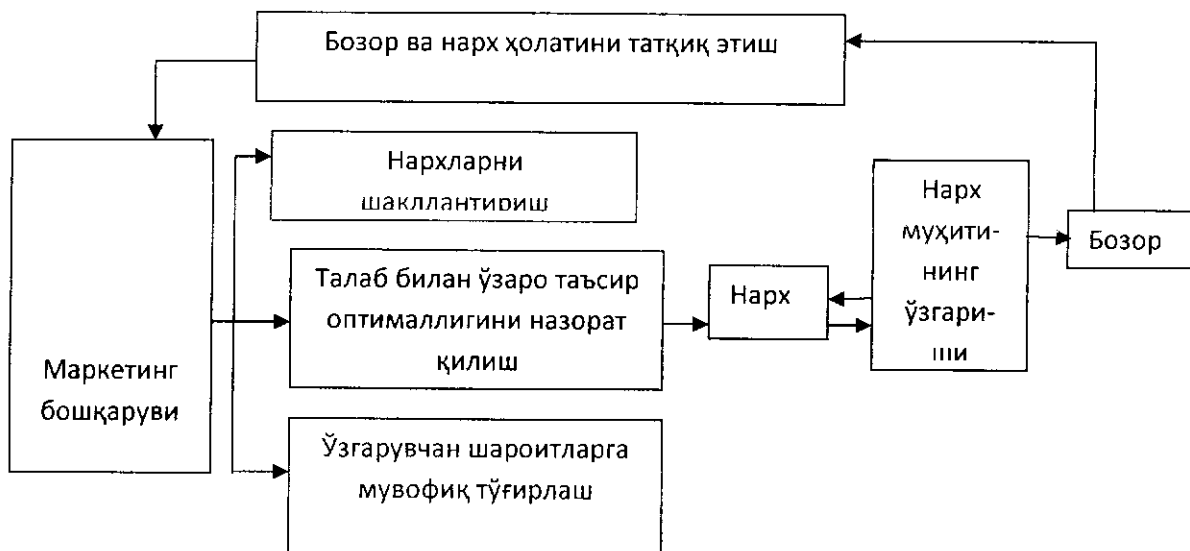 Бозор ва нарх ҳолатини татқиқ этиш
Нархларни
шакллантириш
Талаб билан ўзаро таъсир
оптималлигини назорат
қилиш
Ўзгарувчан шароитларга
мувофиқ тўғирлаш
Маркетинг
бошқаруви
Нарх
Нарх
муҳити-
нинг
ўзгари-
ши
Бозор